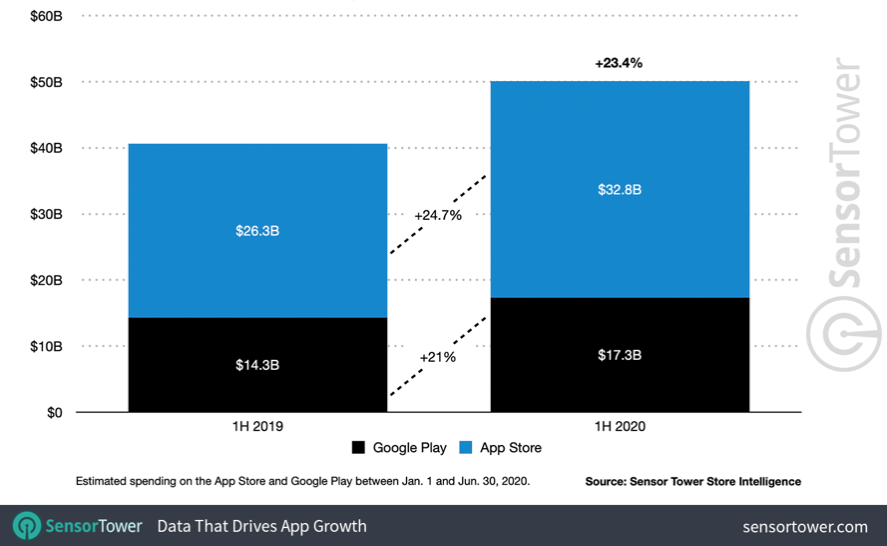 $60B
+23.4%
$50B
$40B
$32.8B
$30B
+24.7%
$26.3B
$20B
$10B
+21%
$17.3B
$14.3B
$0
1H 2019
1H 2020
Google Play
App Store
Estimated spending on the App Store and Google Play between Jan. 1 and Jun. 30, 2020.
Source: Sensor Tower Store Intelligence
SensorTower
SensorTower
Data That Drives App Growth
sensortower.com